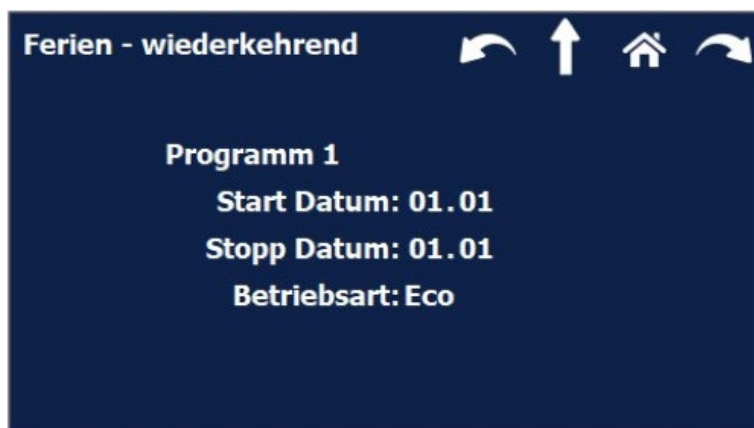 Ferien - wiederkehrend
Programm 1
Start Datum: 01.01
Stopp Datum: 01.01
Betriebsart: Eco